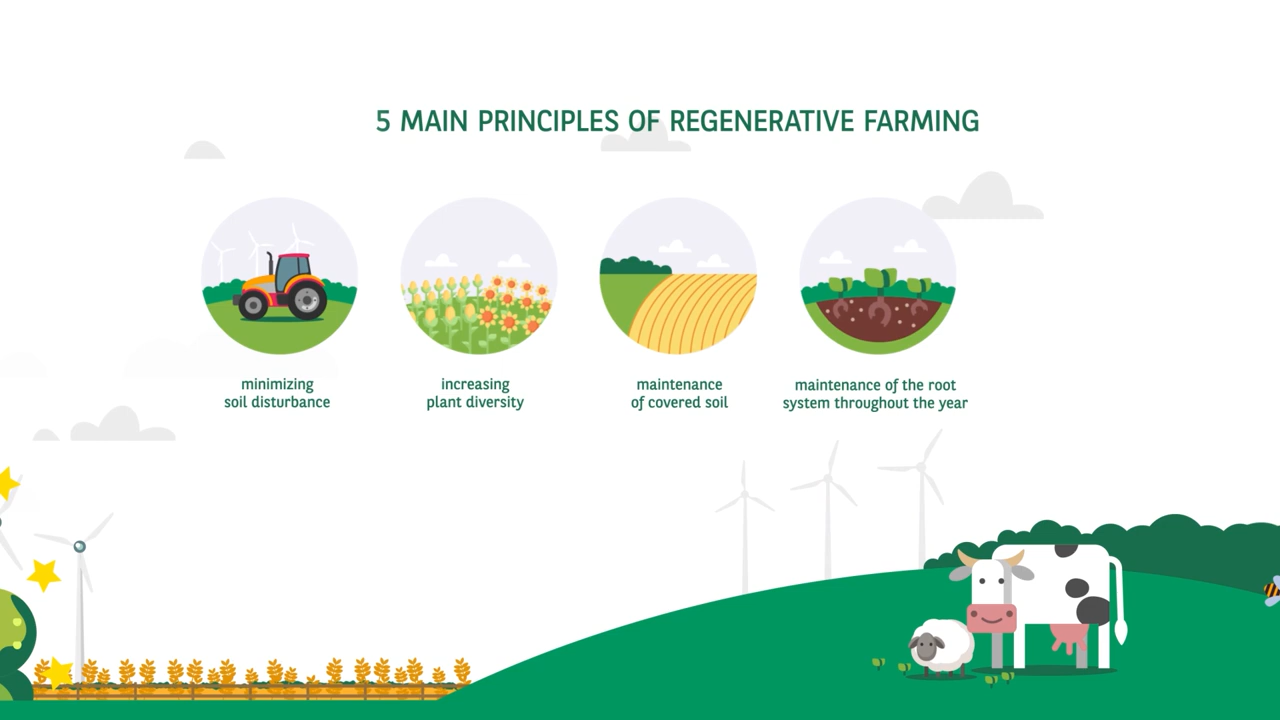 5 MAIN PRINCIPLES OF REGENERATIVE FARMING
minimizing
soil disturbance
increasing
plant diversity
maintenance
of covered soil
maintenance of the root
system throughout the year